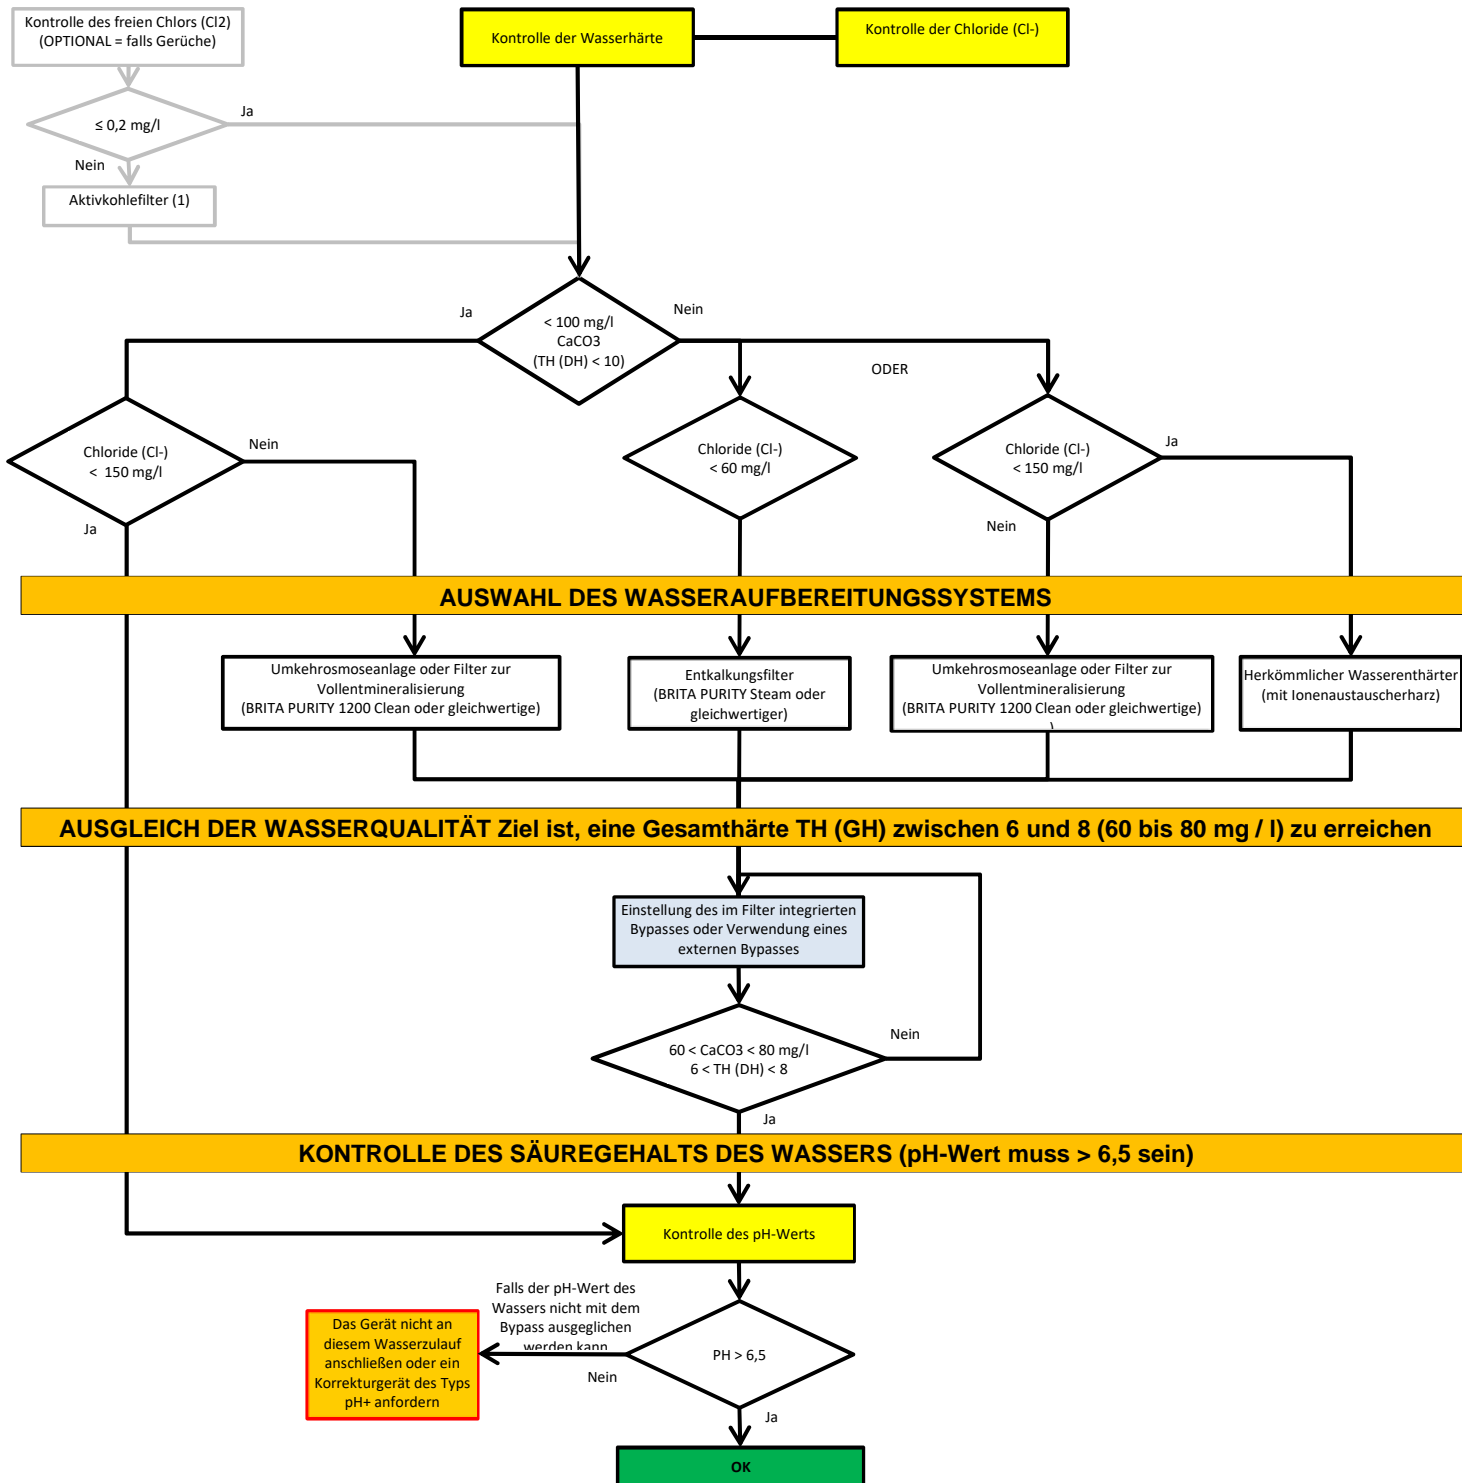 Kontrolle des freien Chlors (Cl2)
(OPTIONAL = falls Gerüche)
Kontrolle der Wasserhärte
Kontrolle der Chloride (Cl-)
≤ 0,2 mg/l
Ja
Nein
Aktivkohlefilter (1)
Ja
Nein
< 100 mg/l
CaCO3
(TH (DH) < 10)
ODER
Chloride (Cl-)
< 150 mg/l
Nein
Ja
Chloride (Cl-)
< 60 mg/l
Chloride (Cl-)
< 150 mg/l
Ja
Nein
AUSWAHL DES WASSERAUFBEREITUNGSSYSTEMS
Umkehrosmoseanlage oder Filter zur
Vollentmineralisierung
(BRITA PURITY 1200 Clean oder gleichwertige)
Entkalkungsfilter
(BRITA PURITY Steam oder
gleichwertiger)
Umkehrosmoseanlage oder Filter zur
Vollentmineralisierung
(BRITA PURITY 1200 Clean oder gleichwertige)
)
Herkömmlicher Wasserenthärter
(mit Ionenaustauscherharz)
AUSGLEICH DER WASSERQUALITÄT Ziel ist, eine Gesamthärte TH (GH) zwischen 6 und 8 (60 bis 80 mg / l) zu erreichen
Einstellung des im Filter integrierten
Bypasses oder Verwendung eines
externen Bypasses
60 < CaCO3 < 80 mg/l
6 < TH (DH) < 8
Nein
Ja
KONTROLLE DES SÄUREGEHALTS DES WASSERS (pH-Wert muss > 6,5 sein)
Kontrolle des pH-Werts
Falls der pH-Wert des
Wassers nicht mit dem
Bypass ausgeglichen
werden kann
Das Gerät nicht an
diesem Wasserzulauf
anschließen oder ein
Korrekturgerät des Typs
pH+ anfordern
PH > 6,5
Nein
Ja
OK